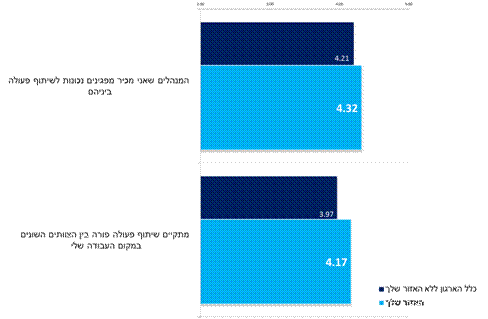 המנהלים שאני מכיר מפגינים נכונות לשיתוף פעולה
ביניהם
4.21
4.32
מתקיים שיתוף פעולה פורה בין הצוותים השונים
במקום העבודה שלי
3.97
4.17
כלל הארגון ללא האזור שלך
האזור שלך